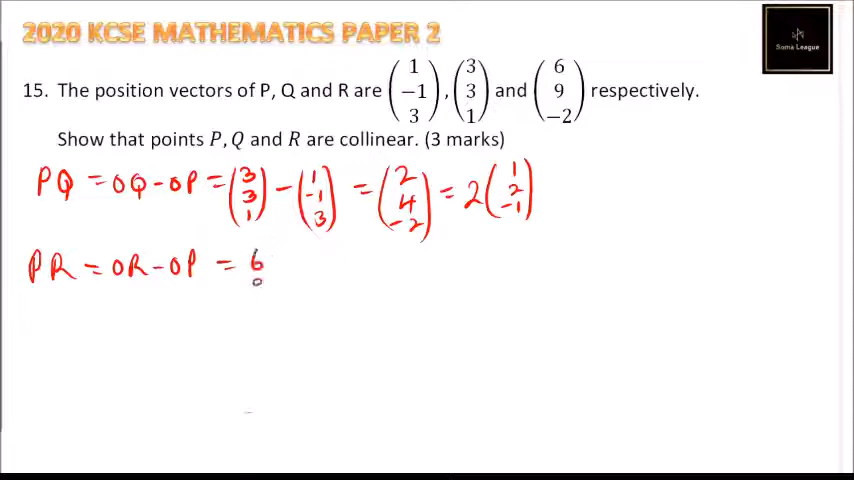 2020 KCSE MATHEMATICS PAPER 2
Soma League
15. The position vectors of P, Q and R are (1 −1 3), (3 3 1) and (6 9 −2) respectively.
Show that points P, Q and R are collinear. (3 marks)
PQ = OQ - OP = (3 3 1) - (1 -1 3) = (2 4 -2) = 2(1 2 -1)
PR = OR - OP = 6